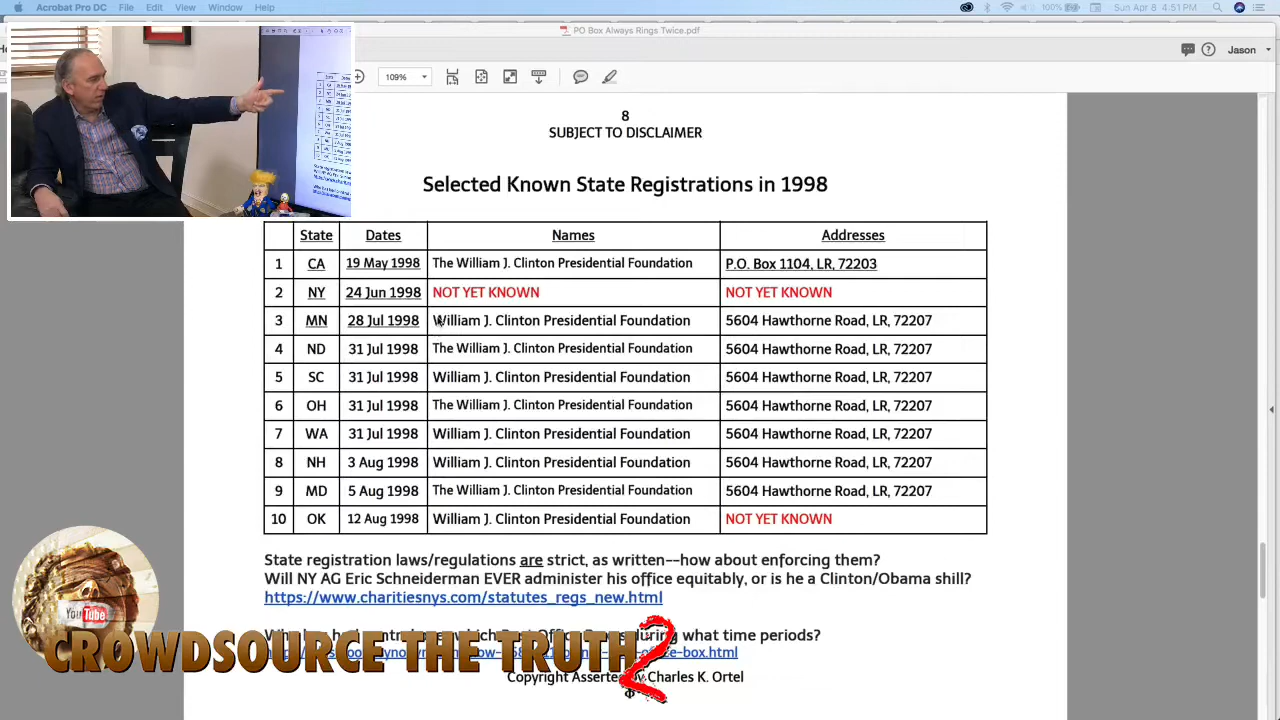 Acrobat Pro DC File Edit View Window Help 100% Sun Apr 8 4:51 PM
PO Box Always Rings Twice.pdf
Jason
109%
8
SUBJECT TO DISCLAIMER
Selected Known State Registrations in 1998
State Dates Names Addresses
1 CA 19 May 1998 The William J. Clinton Presidential Foundation P.O. Box 1104, LR, 72203
2 NY 24 Jun 1998 NOT YET KNOWN NOT YET KNOWN
3 MN 28 Jul 1998 William J. Clinton Presidential Foundation 5604 Hawthorne Road, LR, 72207
4 ND 31 Jul 1998 The William J. Clinton Presidential Foundation 5604 Hawthorne Road, LR, 72207
5 SC 31 Jul 1998 William J. Clinton Presidential Foundation 5604 Hawthorne Road, LR, 72207
6 OH 31 Jul 1998 The William J. Clinton Presidential Foundation 5604 Hawthorne Road, LR, 72207
7 WA 31 Jul 1998 William J. Clinton Presidential Foundation 5604 Hawthorne Road, LR, 72207
8 NH 3 Aug 1998 William J. Clinton Presidential Foundation 5604 Hawthorne Road, LR, 72207
9 MD 5 Aug 1998 The William J. Clinton Presidential Foundation 5604 Hawthorne Road, LR, 72207
10 OK 12 Aug 1998 William J. Clinton Presidential Foundation NOT YET KNOWN
State registration laws/regulations are strict, as written--how about enforcing them?
Will NY AG Eric Schneiderman EVER administer his office equitably, or is he a Clinton/Obama shill?
https://www.charitiesnys.com/statutes_regs_new.html
during what time periods?
You Tube
CROWDSOURCE THE TRUTH 2
Copyright Asserted by Charles K. Ortel